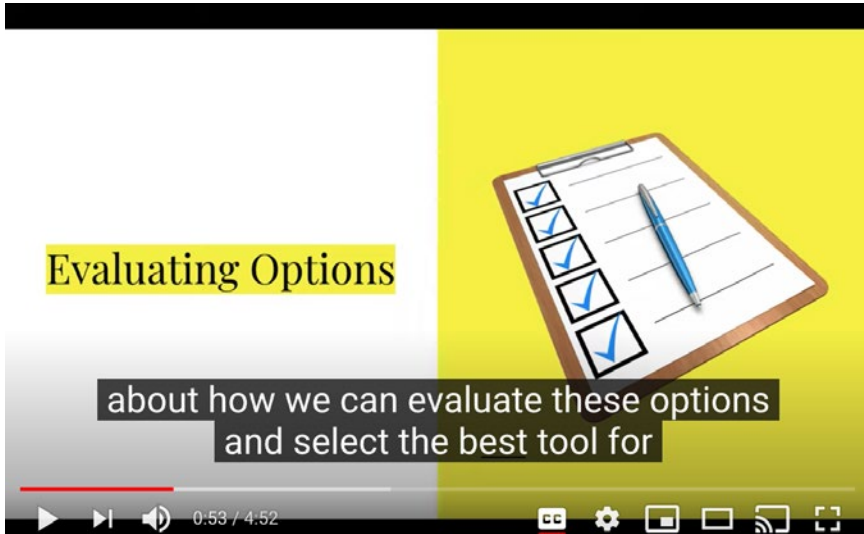 Evaluating Options
about how we can evaluate these options
and select the best tool for
0:53 / 4:52
CC